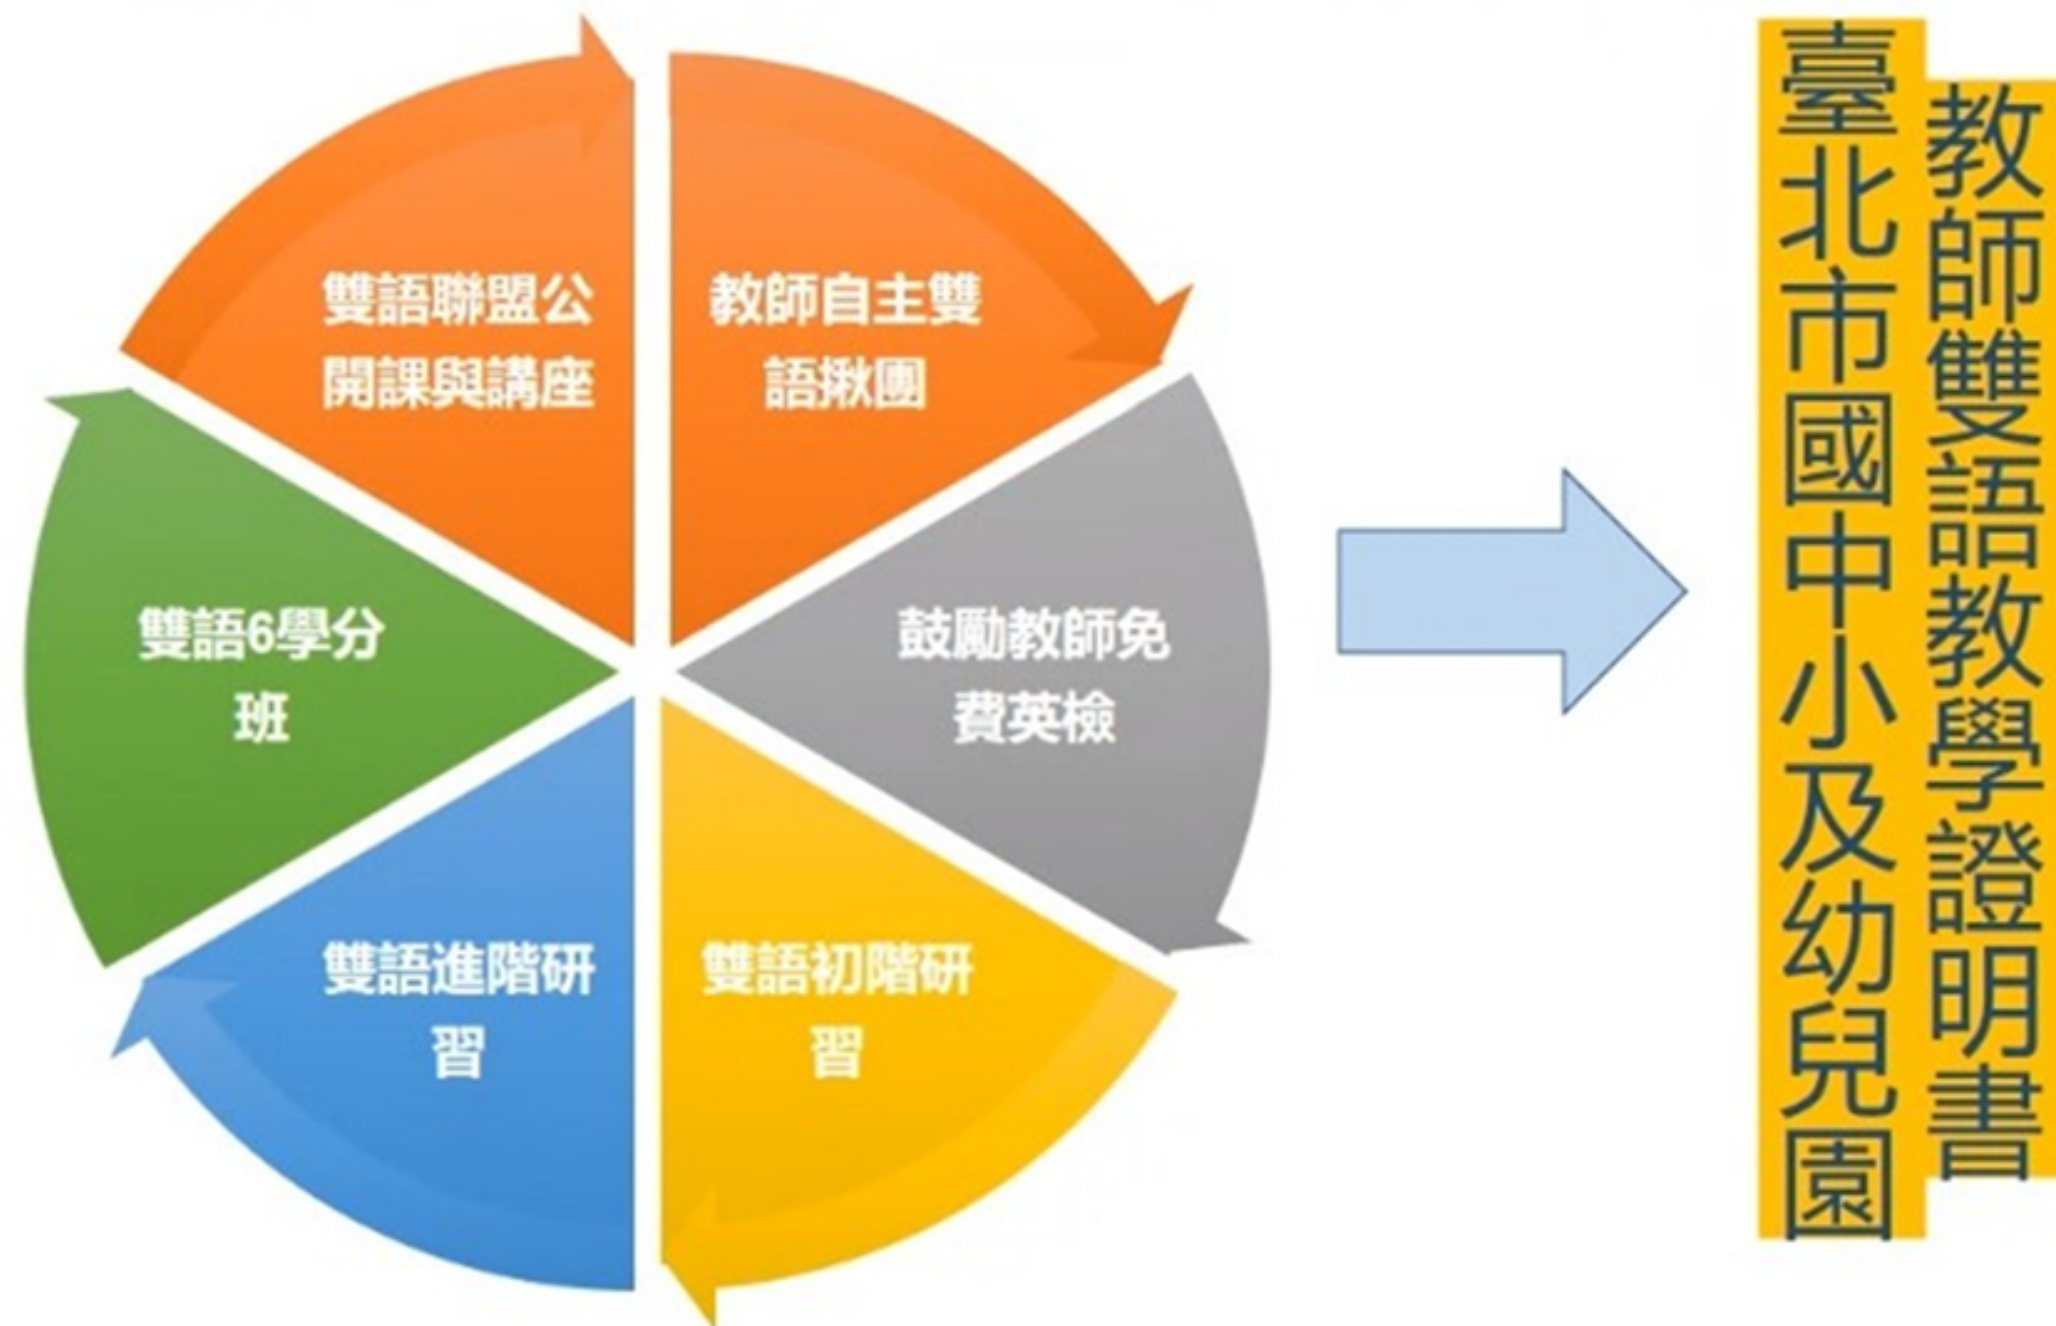 教師自主雙
語揪團
鼓勵教師免
費英檢
雙語初階研
習
雙語進階研
習
雙語6學分
班
雙語聯盟公
開課與講座
臺北市國中小及幼兒園
教師雙語教學證明書